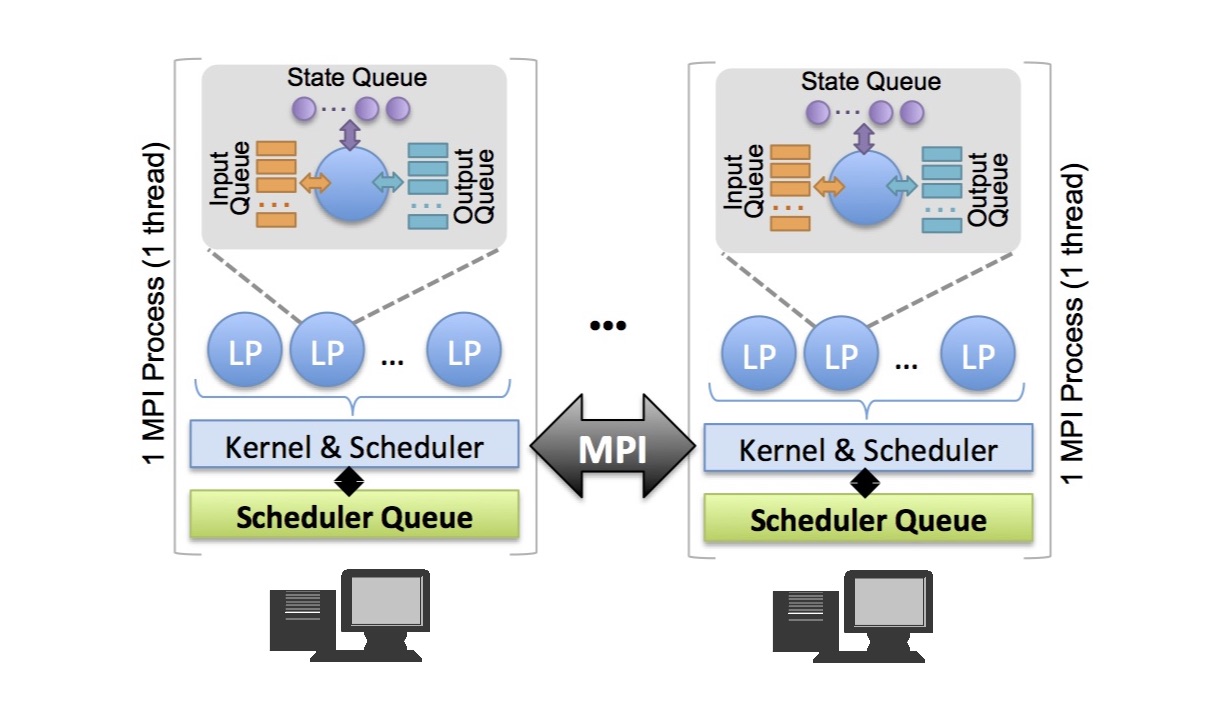 State Queue
...
Input
Queue
...
Output
Queue
...
1 MPI Process (1 thread)
LP
LP
...
LP
Kernel & Scheduler
Scheduler Queue
...
MPI
State Queue
...
Input
Queue
...
Output
Queue
...
1 MPI Process (1 thread)
LP
LP
...
LP
Kernel & Scheduler
Scheduler Queue